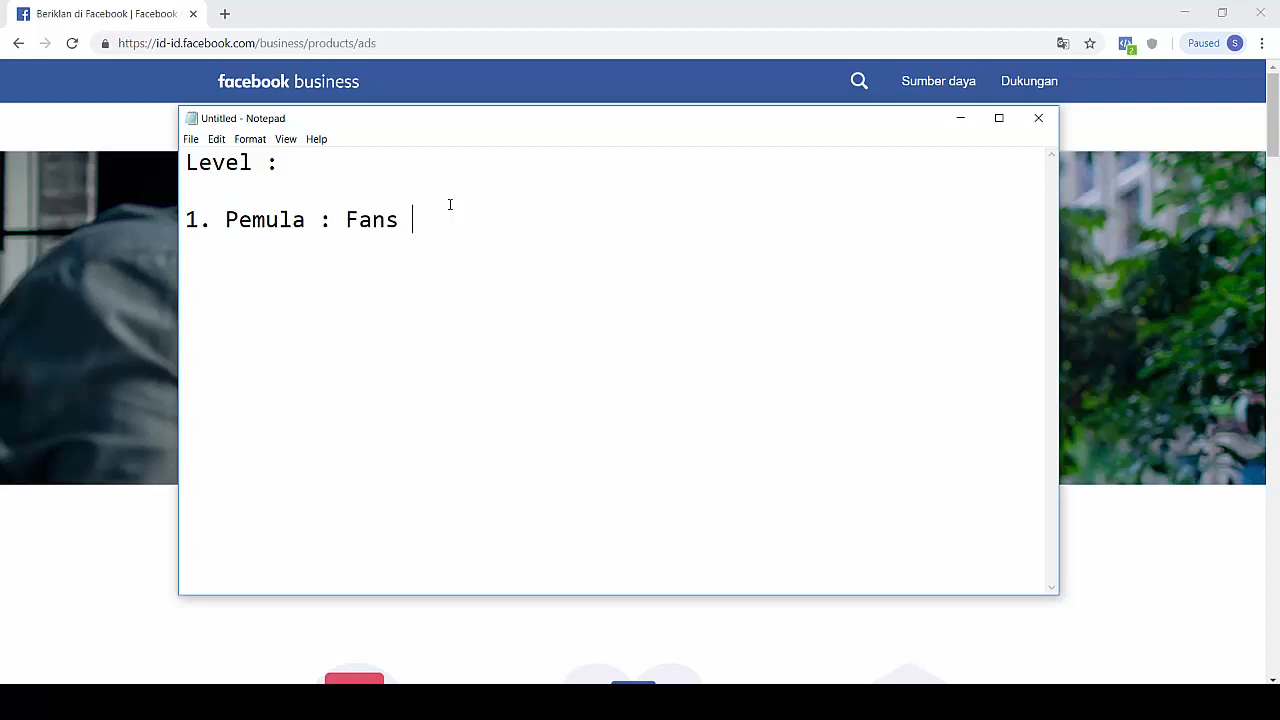 Beriklan di Facebook | Facebook
https://id-id.facebook.com/business/products/ads
2
Paused
S
facebook business
Sumber daya
Dukungan
Untitled - Notepad
File Edit Format View Help
Level :
1. Pemula : Fans